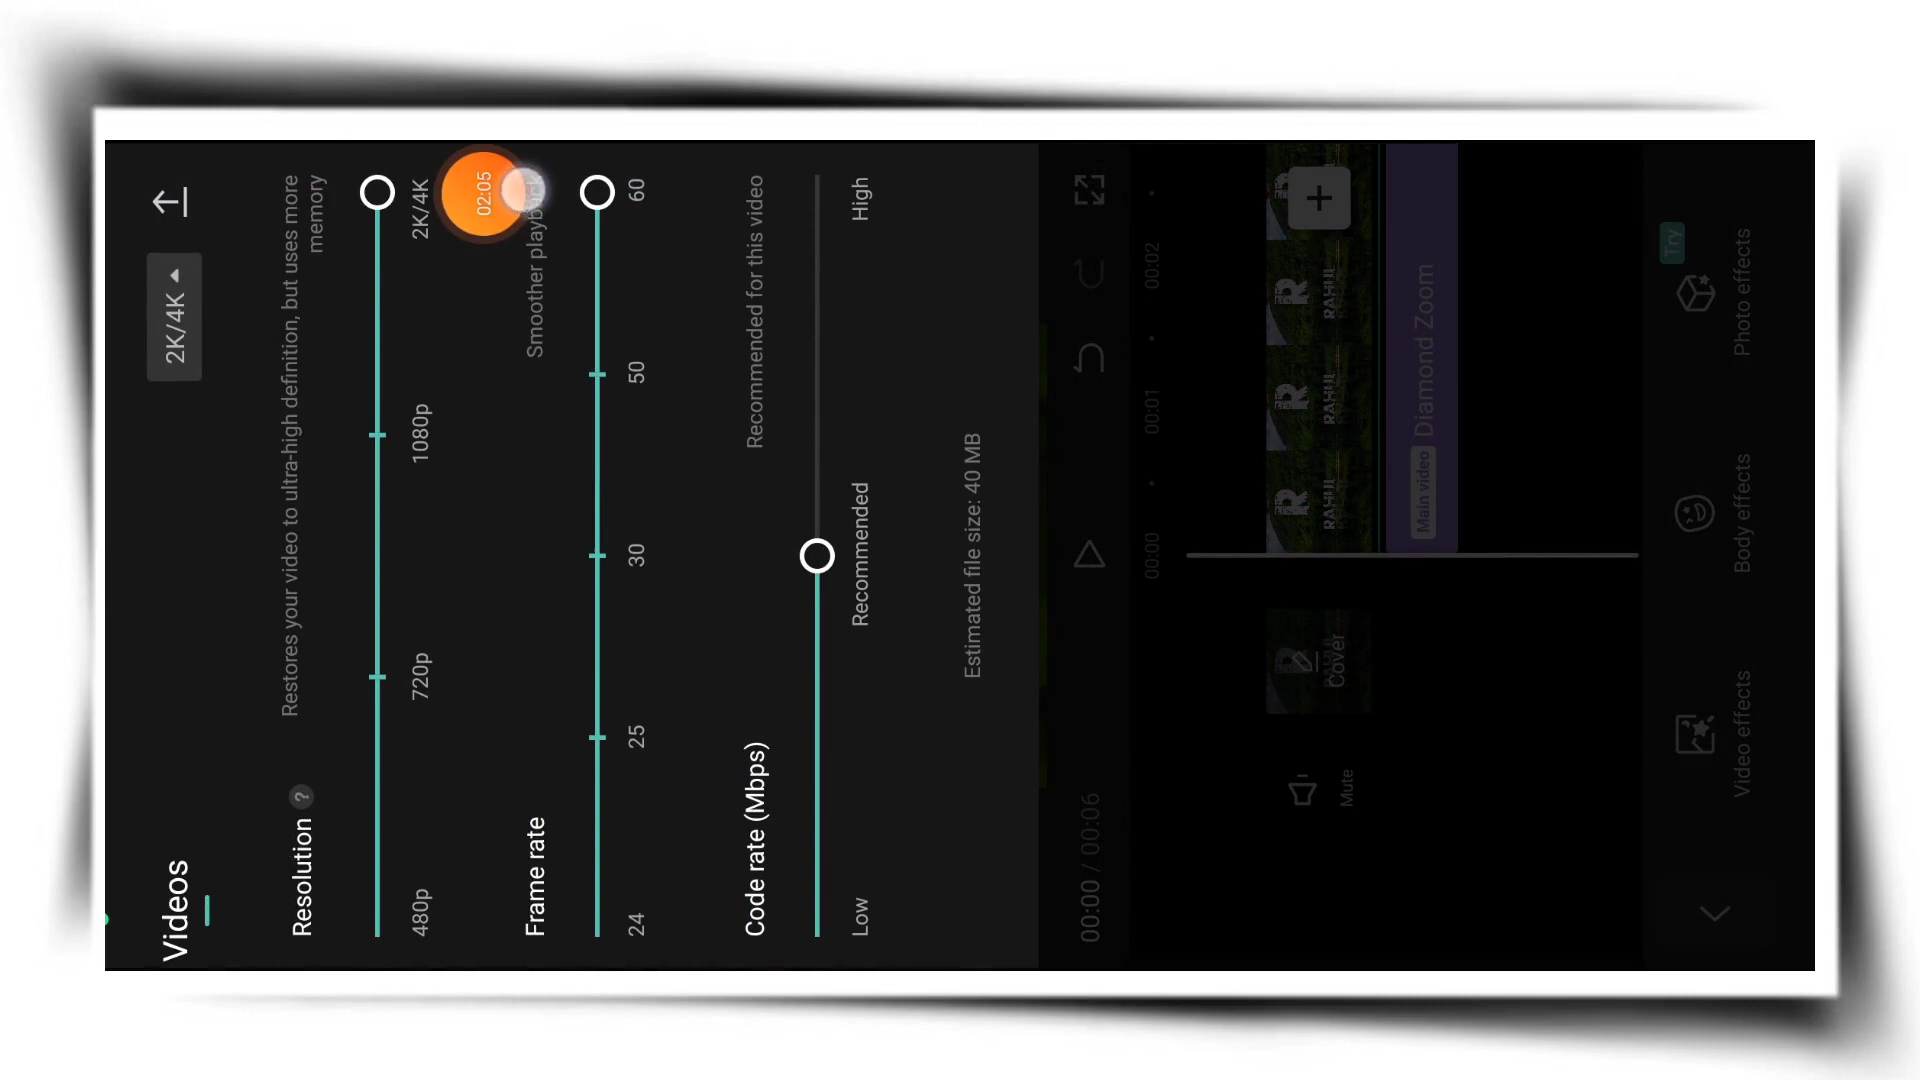 Videos
2K/4K
Resolution ?
Restores your video to ultra-high definition, but uses more
memory
480p
720p
1080p
2K/4K
02:05
Frame rate
Smoother playback
24
25
30
50
60
Code rate (Mbps)
Recommended for this video
Low
Recommended
High
Estimated file size: 40 MB
00:00 / 00:06
00:00
00:01
00:02
Mute
Cover
R
RAHUL
R
RAHUL
R
RAHUL
Main video
Diamond Zoom
Try
Video effects
Body effects
Photo effects